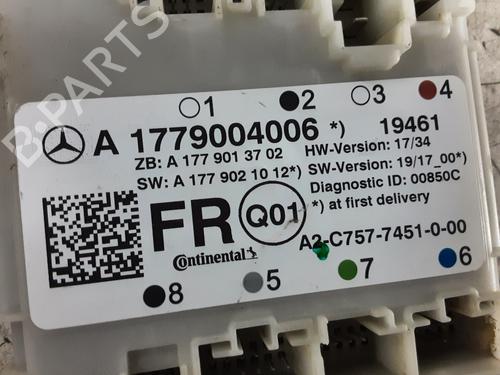 B-PARTS
1 2 3 4
A 1779004006 *) 19461
ZB: A 177 901 3702
HW-Version: 17/34
SW: A 177 902 10 12*)
SW-Version: 19/17_00*)
Diagnostic ID: 00850C
FR Q01 *) at first delivery
Continental
A2-C757-7451-0-00
8 5 7 6